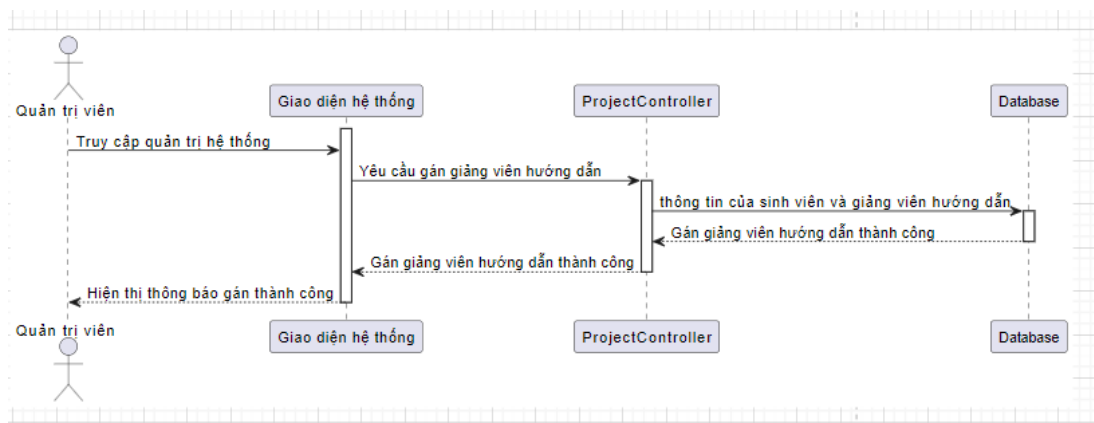 Quản trị viên
Giao diện hệ thống
ProjectController
Database
Truy cập quản trị hệ thống
Yêu cầu gán giảng viên hướng dẫn
thông tin của sinh viên và giảng viên hướng dẫn
Gán giảng viên hướng dẫn thành công
Gán giảng viên hướng dẫn thành công
Hiện thị thông báo gán thành công
Quản trị viên
Giao diện hệ thống
ProjectController
Database